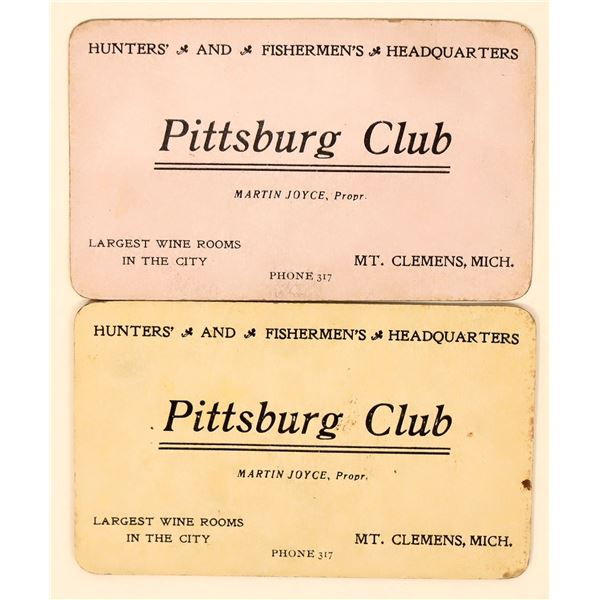 HUNTERS' AND FISHERMEN'S HEADQUARTERS
Pittsburg Club
MARTIN JOYCE, Propr.
LARGEST WINE ROOMS
IN THE CITY
PHONE 317
MT. CLEMENS, MICH.
HUNTERS' AND FISHERMEN'S HEADQUARTERS
Pittsburg Club
MARTIN JOYCE, Propr.
LARGEST WINE ROOMS
IN THE CITY
PHONE 317
MT. CLEMENS, MICH.